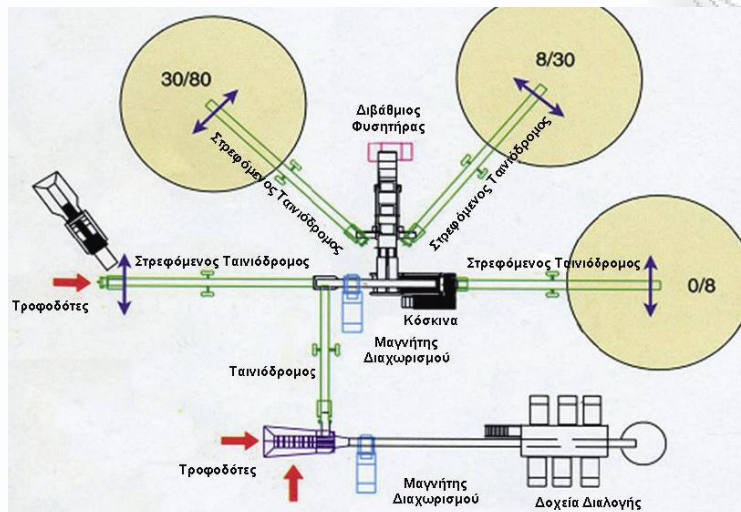 30/80
8/30
Διβάθμιος
Φυσητήρας
Στρεφόμενος Ταινιόδρομος
Στρεφόμενος Ταινιόδρομος
Στρεφόμενος Ταινιόδρομος
Στρεφόμενος Ταινιόδρομος
0/8
Τροφοδότες
Κόσκινα
Μαγνήτης
Διαχωρισμού
Ταινιόδρομος
Τροφοδότες
Μαγνήτης
Διαχωρισμού
Δοχεία Διαλογής